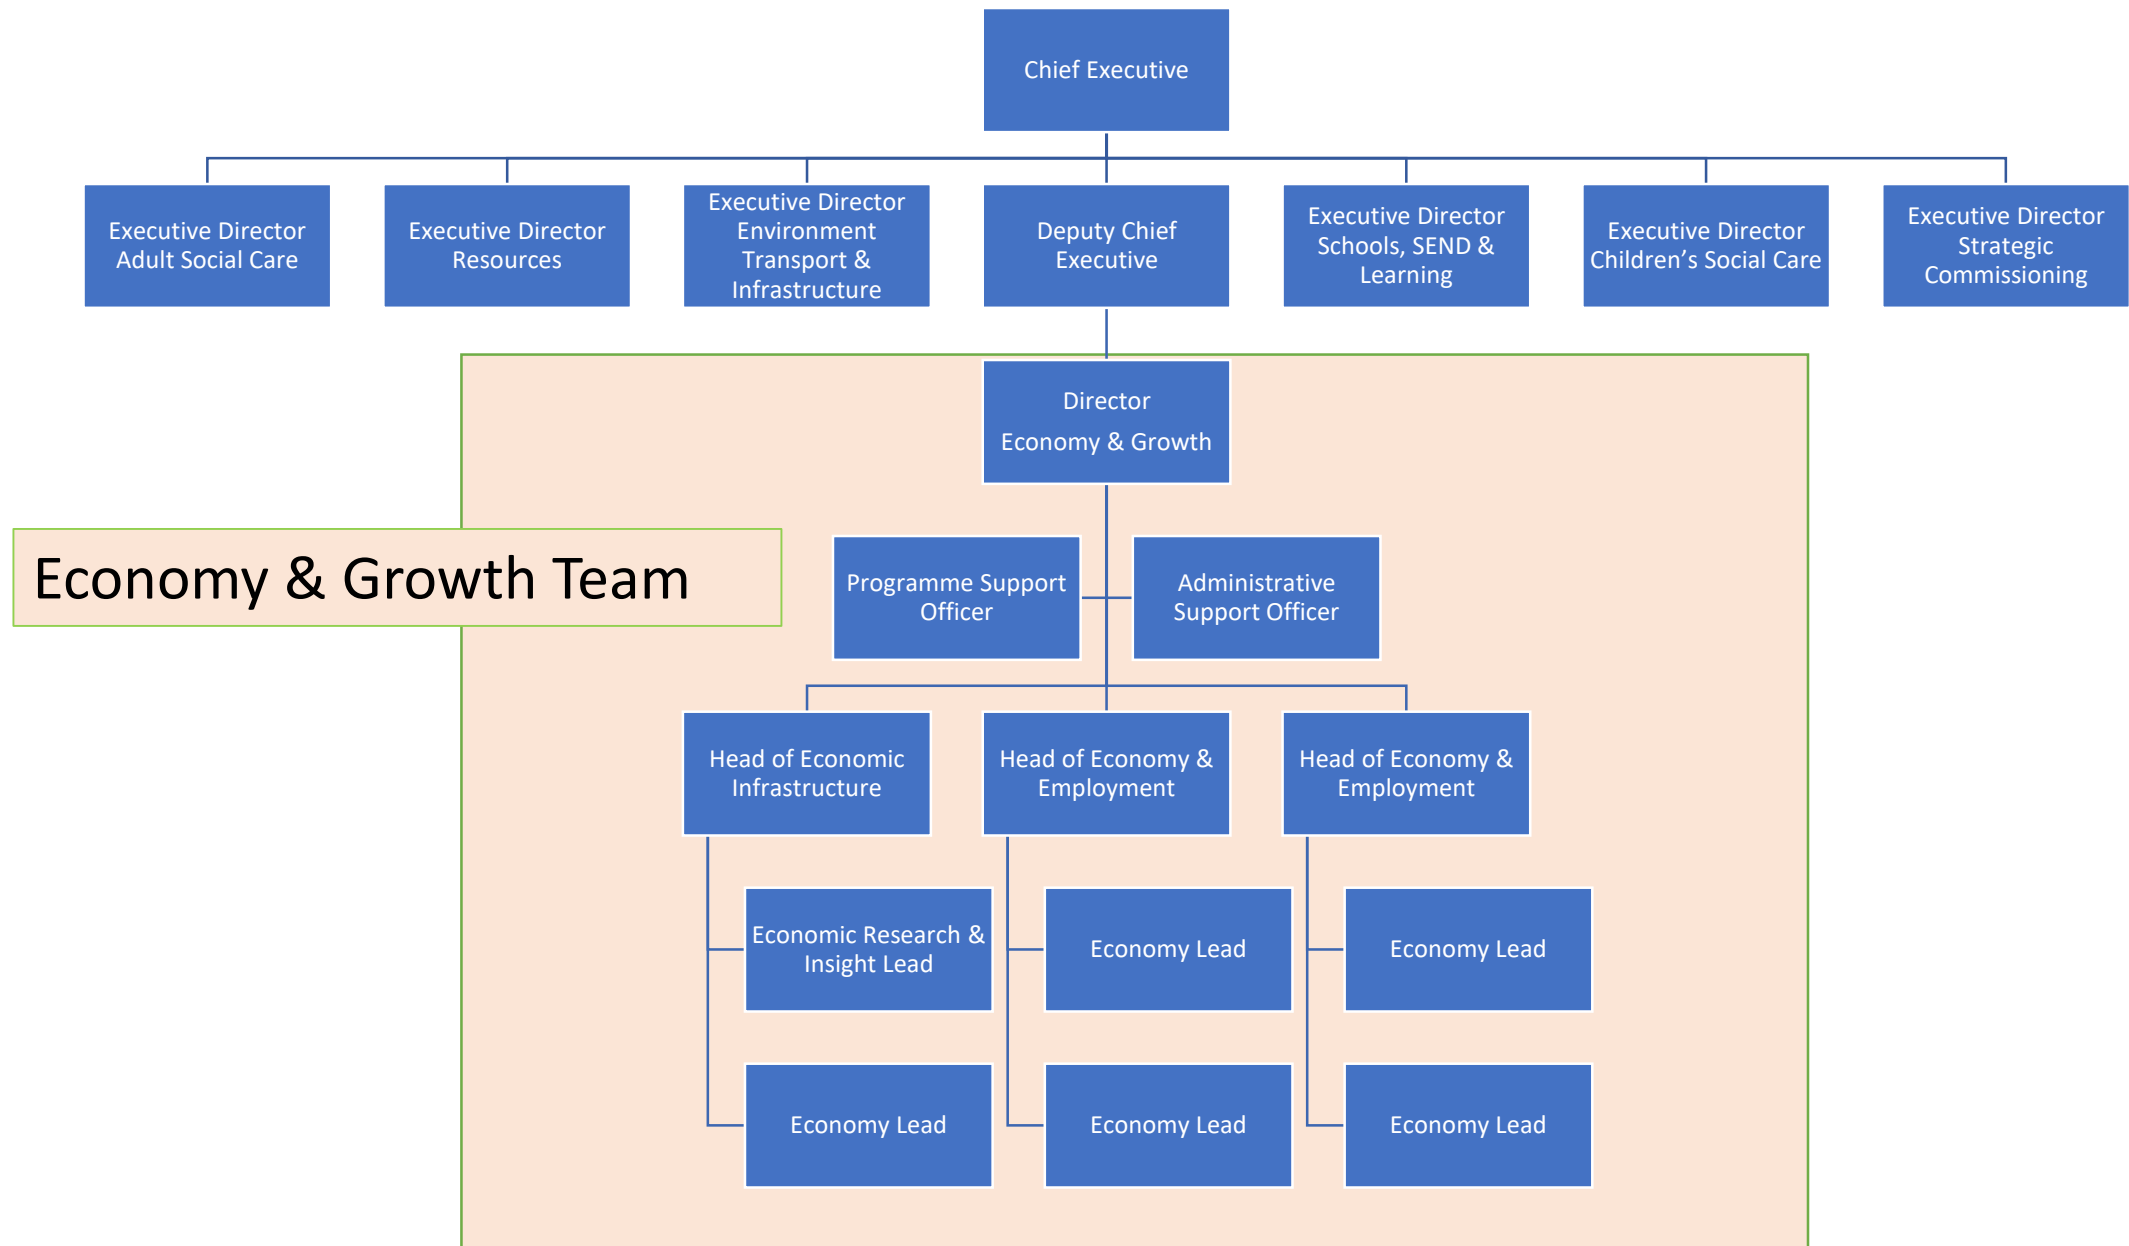 Chief Executive
Executive Director
Adult Social Care
Executive Director
Resources
Executive Director
Environment
Transport &
Infrastructure
Deputy Chief
Executive
Executive Director
Schools, SEND &
Learning
Executive Director
Children’s Social Care
Executive Director
Strategic
Commissioning
Director
Economy & Growth
Economy & Growth Team
Programme Support
Officer
Administrative
Support Officer
Head of Economic
Infrastructure
Head of Economy &
Employment
Head of Economy &
Employment
Economic Research &
Insight Lead
Economy Lead
Economy Lead
Economy Lead
Economy Lead
Economy Lead